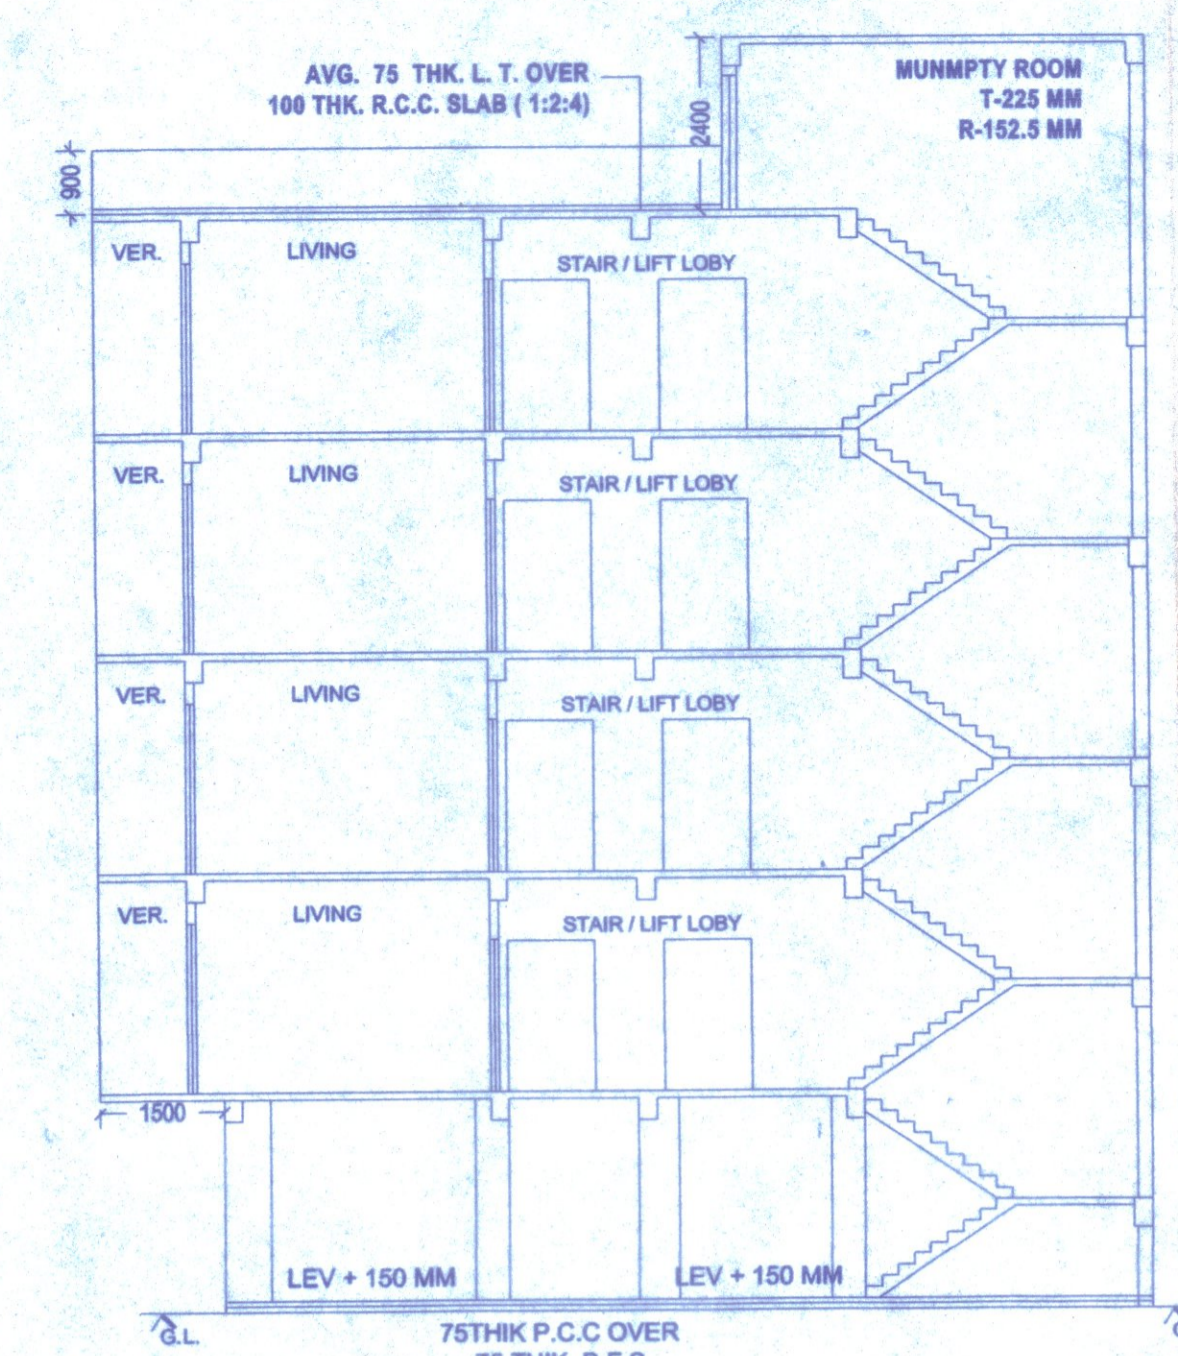 AVG. 75 THK. L. T. OVER
100 THK. R.C.C. SLAB ( 1:2:4)
2400
MUNMPTY ROOM
T-225 MM
R-152.5 MM
900
VER.
LIVING
STAIR / LIFT LOBY
VER.
LIVING
STAIR / LIFT LOBY
VER.
LIVING
STAIR / LIFT LOBY
VER.
LIVING
STAIR / LIFT LOBY
1500
LEV + 150 MM
LEV + 150 MM
G.L.
75THIK P.C.C OVER